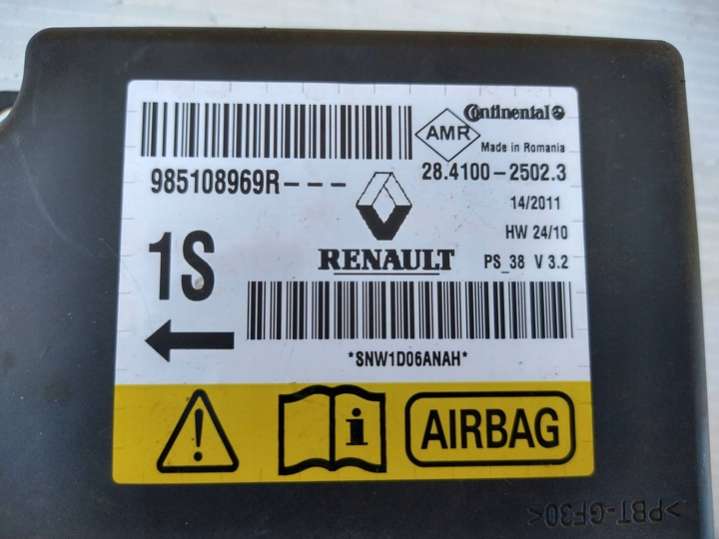 Continental
AMR
Made in Romania
985108969R---
28.4100-2502.3
14/2011
1S
HW 24/10
RENAULT
PS_38 V 3.2
*SNW1D06ANAH*
i
AIRBAG
>PBT-GF30<